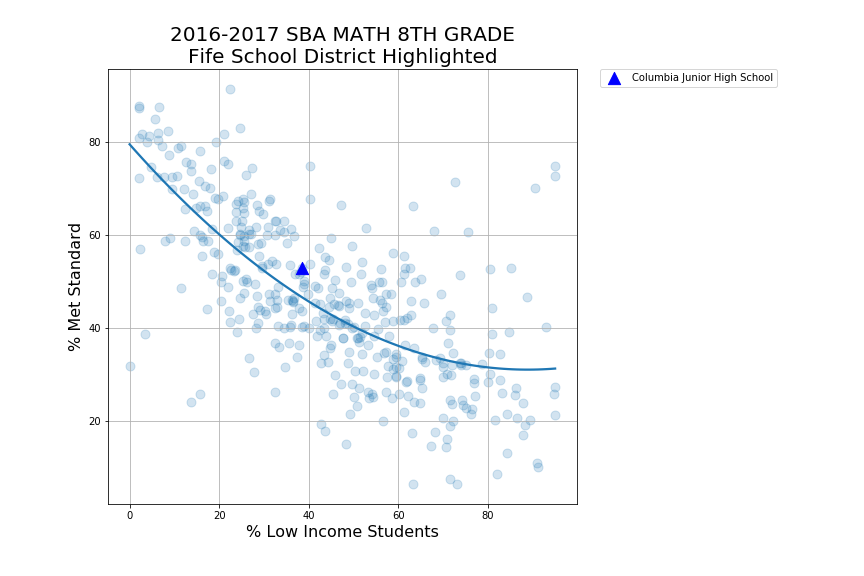 2016-2017 SBA MATH 8TH GRADE
Fife School District Highlighted
Columbia Junior High School
% Met Standard
80
60
40
20
0 20 40 60 80
% Low Income Students